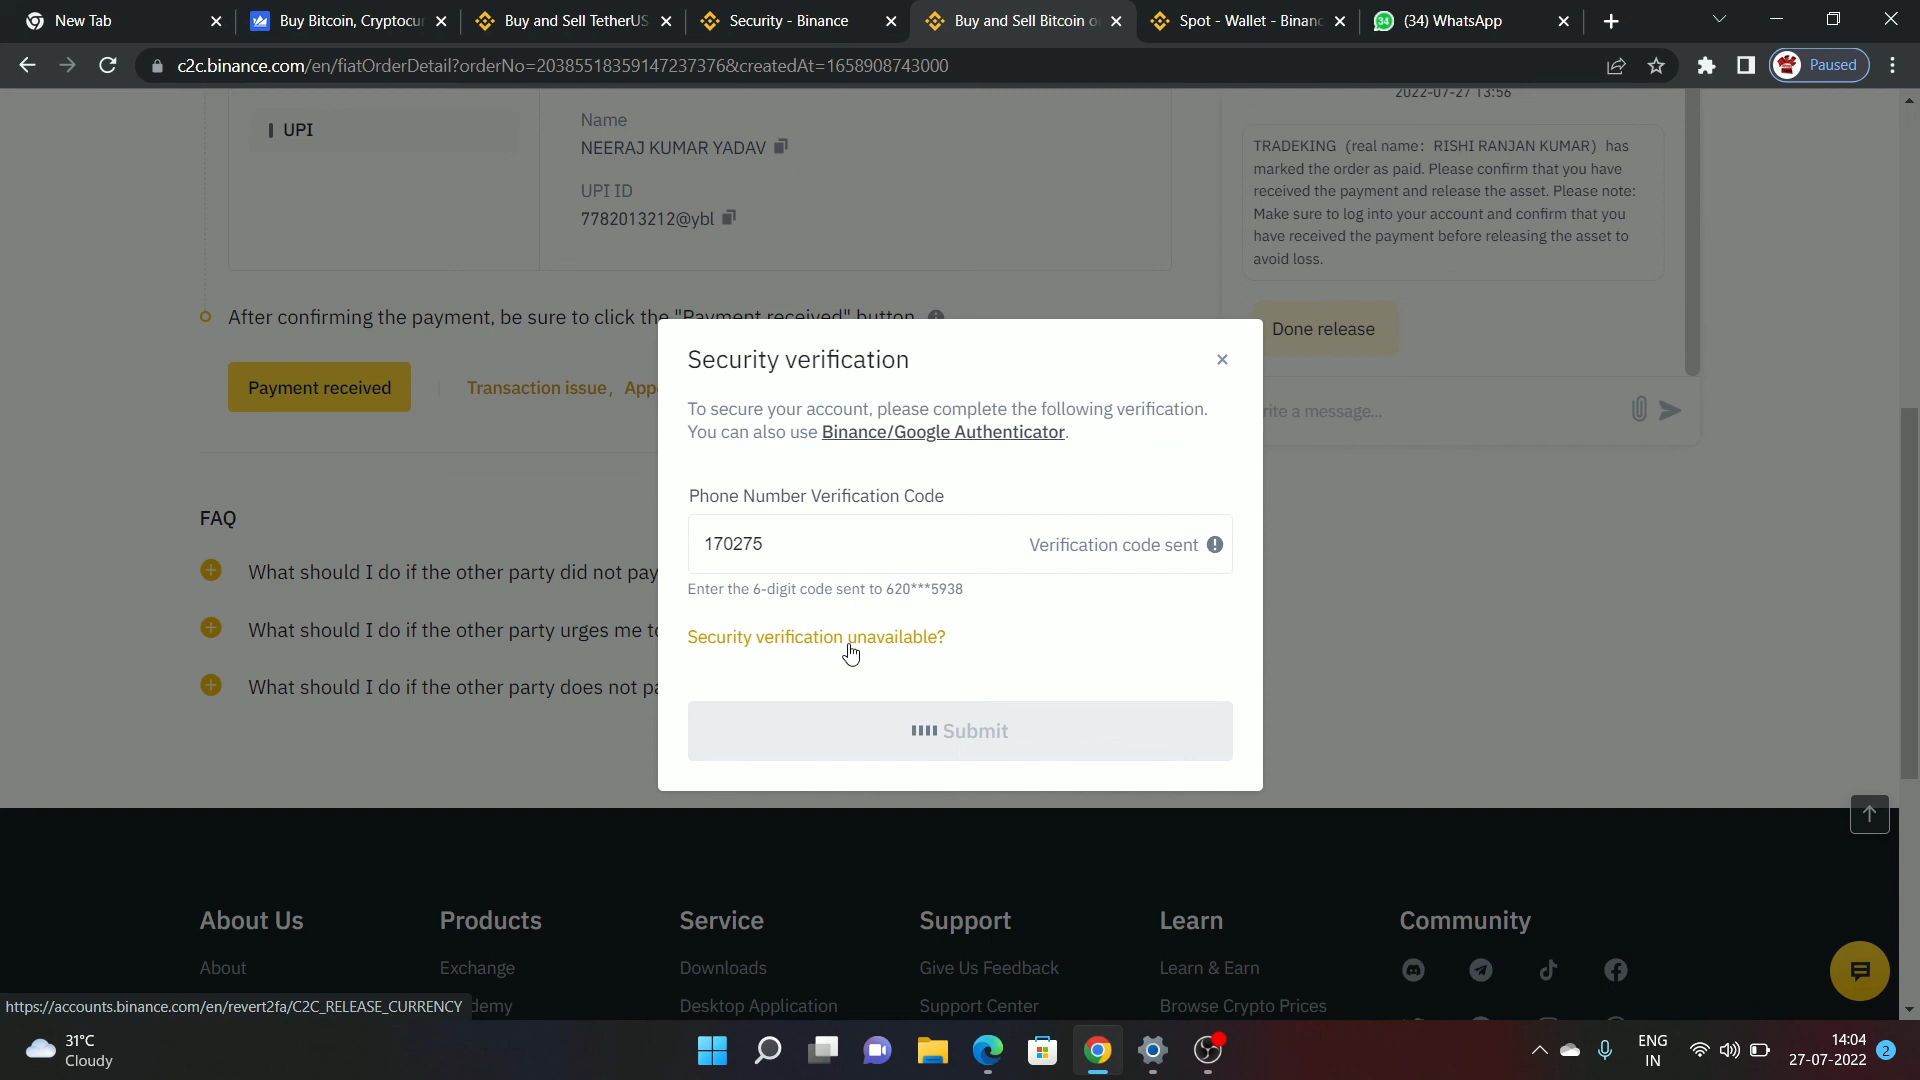 New Tab
Buy Bitcoin, Cryptocur
Buy and Sell TetherUS
Security - Binance
Buy and Sell Bitcoin o
Spot - Wallet - Binanc
(34) WhatsApp
c2c.binance.com/en/fiatOrderDetail?orderNo=20385518359147237376&createdAt=1658908743000
Paused
2022-07-27 13:56
UPI
Name
NEERAJ KUMAR YADAV
UPI ID
7782013212@ybl
TRADEKING (real name: RISHI RANJAN KUMAR) has
marked the order as paid. Please confirm that you have
received the payment and release the asset. Please note:
Make sure to log into your account and confirm that you
have received the payment before releasing the asset to
avoid loss.
After confirming the payment, be sure to click the "Payment received" button
Done release
Payment received
Transaction issue, Appe
rite a message...
Security verification
To secure your account, please complete the following verification.
You can also use Binance/Google Authenticator.
Phone Number Verification Code
170275
Verification code sent
Enter the 6-digit code sent to 620***5938
Security verification unavailable?
Submit
FAQ
What should I do if the other party did not pay
What should I do if the other party urges me to
What should I do if the other party does not pa
About Us
Products
Service
Support
Learn
Community
About
Exchange
Downloads
Give Us Feedback
Learn & Earn
https://accounts.binance.com/en/revert2fa/C2C_RELEASE_CURRENCY
demy
Desktop Application
Support Center
Browse Crypto Prices
31°C
Cloudy
ENG
IN
14:04
27-07-2022
2